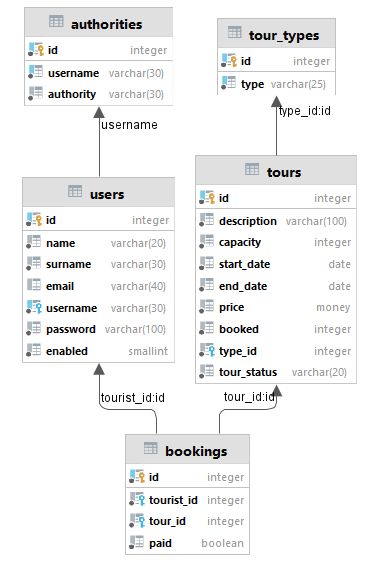 authorities
id integer
username varchar(30)
authority varchar(30)
tour_types
id integer
type varchar(25)
username
type_id:id
users
id integer
name varchar(20)
surname varchar(30)
email varchar(40)
username varchar(30)
password varchar(100)
enabled smallint
tours
id integer
description varchar(100)
capacity integer
start_date date
end_date date
price money
booked integer
type_id integer
tour_status varchar(20)
tourist_id:id
tour_id:id
bookings
id integer
tourist_id integer
tour_id integer
paid boolean